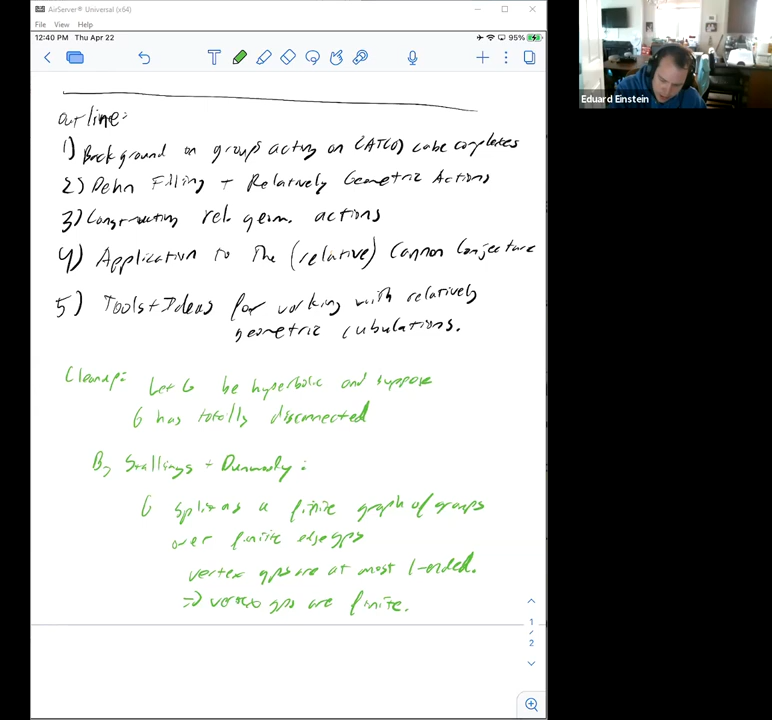 AirServer® Universal (x64)
File Edit View Help
12:40 PM Thu Apr 22
95%
Outline:
1) Background on groups acting on CAT(0) cube complexes
2) Dehn Filling + Relatively Geometric Actions
3) Constructing rel. geom. actions
4) Application to the (relative) Cannon Conjecture
5) Tools + Ideas for working with relatively
geometric cubulations.
Cleanup: Let G be hyperbolic and suppose
G has totally disconnected
By Stallings + Dunwoody:
G splits as a finite graph of groups
over finite edge gps
vertex gps are at most 1-ended.
=> vertex gps are finite.
1
/
2
Eduard Einstein